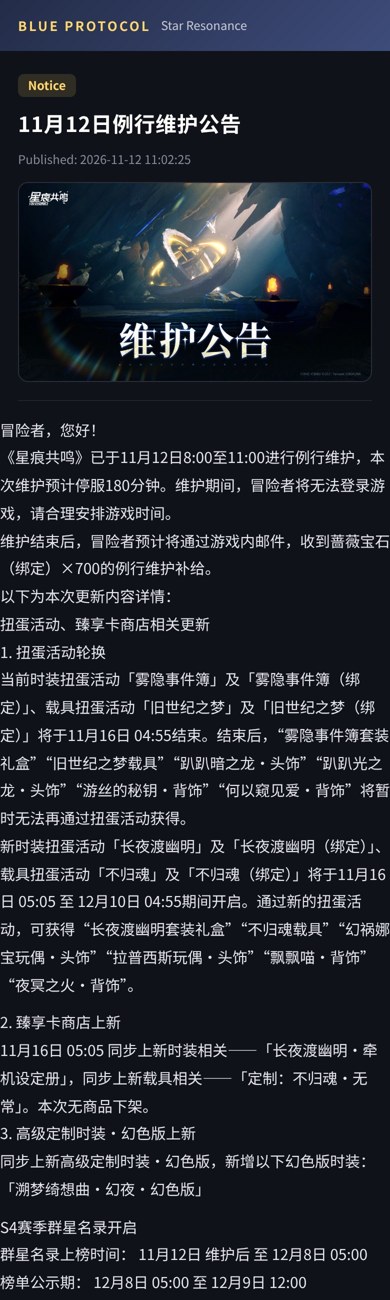 BLUE PROTOCOL Star Resonance
Notice
11月12日例行维护公告
Published: 2026-11-12 11:02:25
星痕共鸣
维护公告
冒险者，您好！
《星痕共鸣》已于11月12日8:00至11:00进行例行维护，本
次维护预计停服180分钟。维护期间，冒险者将无法登录游
戏，请合理安排游戏时间。
维护结束后，冒险者预计将通过游戏内邮件，收到蔷薇宝石
（绑定）×700的例行维护补给。
以下为本次更新内容详情：
扭蛋活动、臻享卡商店相关更新
1. 扭蛋活动轮换
当前时装扭蛋活动「雾隐事件簿」及「雾隐事件簿（绑
定）」、载具扭蛋活动「旧世纪之梦」及「旧世纪之梦（绑
定）」将于11月16日 04:55结束。结束后，“雾隐事件簿套装
礼盒”“旧世纪之梦载具”“趴趴暗之龙・头饰”“趴趴光之
龙・头饰”“游丝的秘钥・背饰”“何以窥见爱・背饰”将暂
时无法再通过扭蛋活动获得。
新时装扭蛋活动「长夜渡幽明」及「长夜渡幽明（绑定）」、
载具扭蛋活动「不归魂」及「不归魂（绑定）」将于11月16
日 05:05 至 12月10日 04:55期间开启。通过新的扭蛋活
动，可获得“长夜渡幽明套装礼盒”“不归魂载具”“幻祸娜
宝玩偶・头饰”“拉普西斯玩偶・头饰”“飘飘喵・背饰”
“夜冥之火・背饰”。
2. 臻享卡商店上新
11月16日 05:05 同步上新时装相关——「长夜渡幽明・牵
机设定册」，同步上新载具相关——「定制：不归魂・无
常」。本次无商品下架。
3. 高级定制时装・幻色版上新
同步上新高级定制时装・幻色版，新增以下幻色版时装：
「溯梦绮想曲・幻夜・幻色版」
S4赛季群星名录开启
群星名录上榜时间： 11月12日 维护后 至 12月8日 05:00
榜单公示期： 12月8日 05:00 至 12月9日 12:00